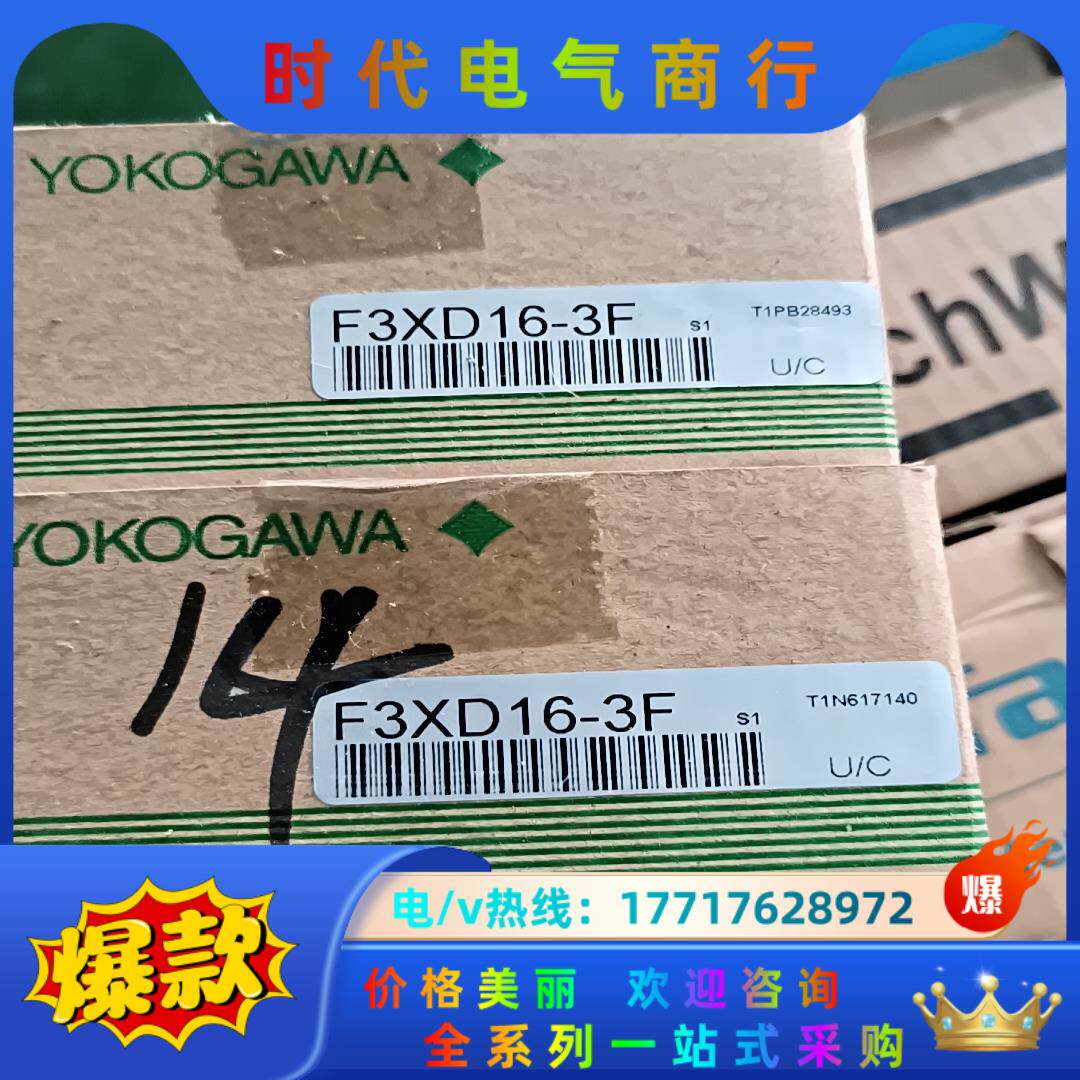 时代电气商行
YOKOGAWA
F3XD16-3F S1 T1PB28493
U/C
chW
YOKOGAWA
14
F3XD16-3F S1 T1N617140
U/C
电/v热线：17717628972
爆
爆款
价格美丽 欢迎咨询
全系列一站式采购